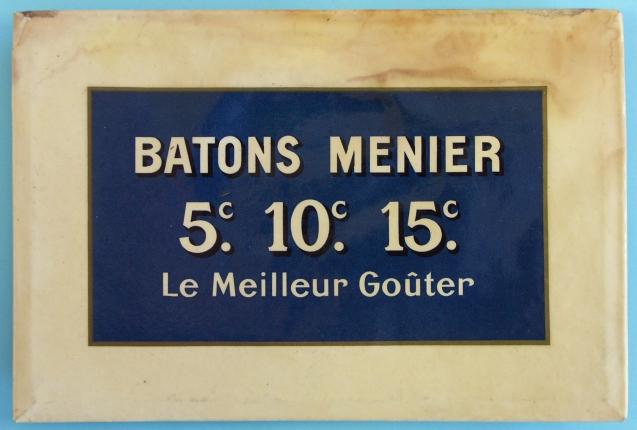 BATONS MENIER
5c. 10c. 15c.
Le Meilleur Goûter